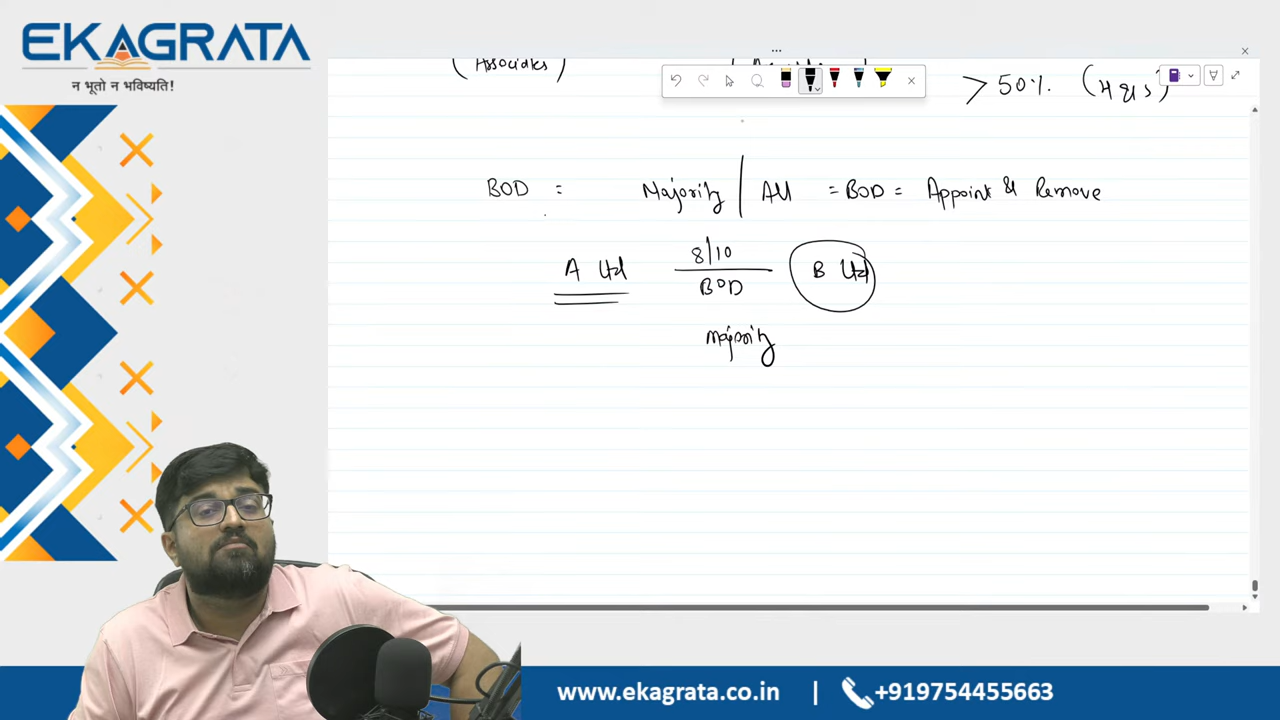 EKAGRATA
न भूतो न भविष्यति!
(Associates)
> 50%
BOD = Majority | All = BOD = Appoint & Remove
A Ltd 8/10 B Ltd
BOD
Majority
www.ekagrata.co.in | +919754455663